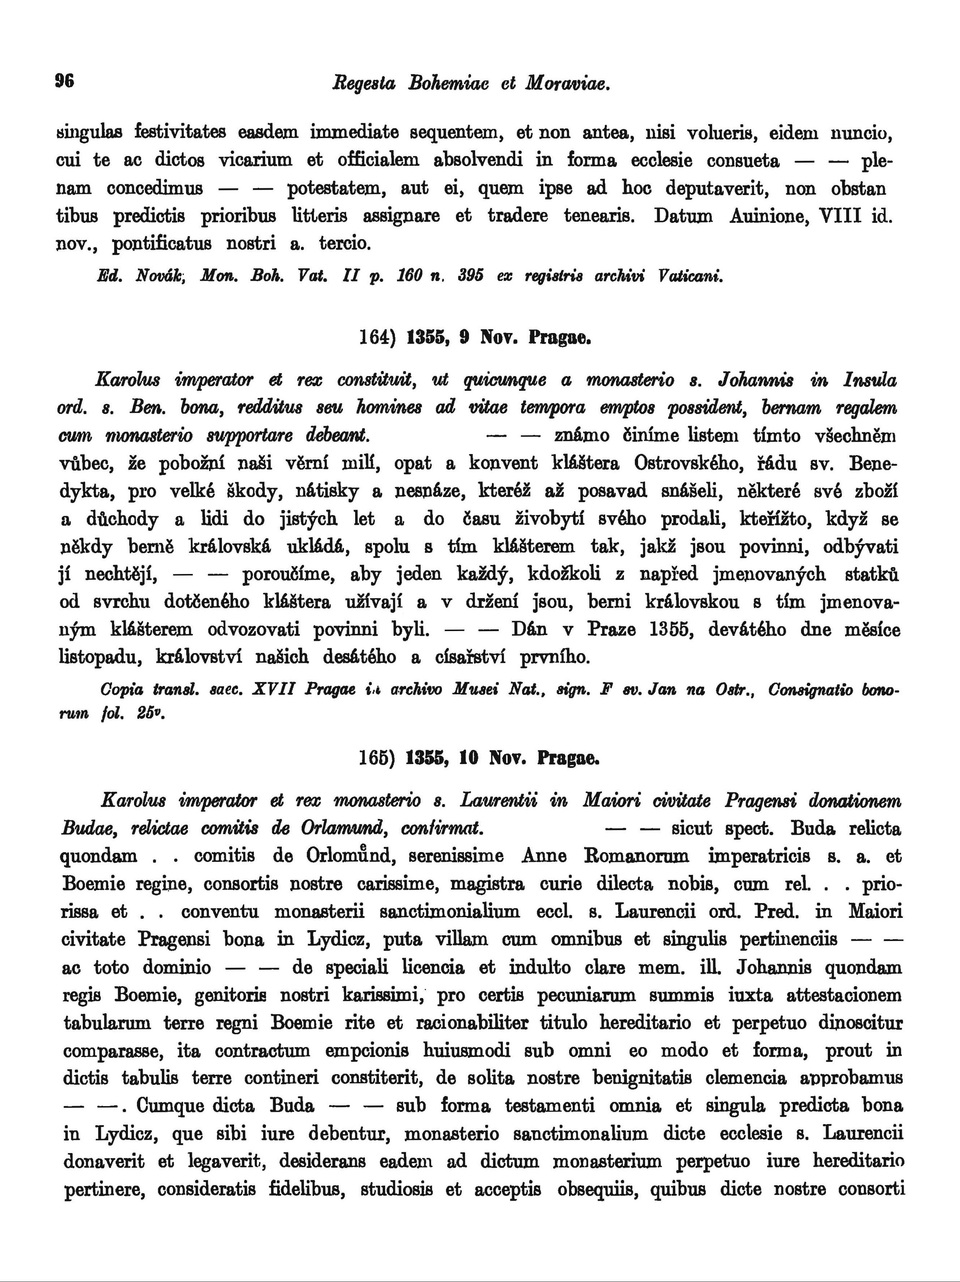 96 Regesta Bohemiae et Moraviae.
singulas festivitates easdem immediate sequentem, et non antea, nisi volueris, eidem nuncio,
cui te ac dictos vicarium et officialem absolvendi in forma ecclesie consueta — — ple-
nam concedimus — — potestatem, aut ei, quem ipse ad hoc deputaverit, non obstan
tibus predictis prioribus litteris assignare et tradere tenearis. Datum Auinione, VIII id.
nov., pontificatus nostri a. tercio.
Ed. Novák, Mon. Boh. Vat. II p. 160 n. 395 ex registris archivi Vaticani.
164) 1355, 9 Nov. Pragae.
Karolus imperator et rex constituit, ut quicunque a monasterio s. Johannis in Insula
ord. s. Ben. bona, redditus seu homines ad vitae tempora emptos possident, bernam regalem
cum monasterio supportare debeant. — — známo činíme listem tímto všechněm
vůbec, že pobožní naši věrní milí, opat a konvent kláštera Ostrovského, řádu sv. Bene-
dykta, pro velké škody, nátisky a nesnáze, kteréž až posavad snášeli, některé své zboží
a důchody a lidi do jistých let a do času živobytí svého prodali, kteřížto, když se
někdy berně královská ukládá, spolu s tím klášterem tak, jakž jsou povinni, odbývati
jí nechtějí, — — poroučíme, aby jeden každý, kdožkoli z napřed jmenovaných statků
od svrchu dotčeného kláštera užívají a v držení jsou, berni královskou s tím jmenova-
ným klášterem odvozovati povinni byli. — — Dán v Praze 1355, devátého dne měsíce
listopadu, království našich desátého a císařství prvního.
Copia transl. saec. XVII Pragae in archivo Musei Nat., sign. F sv. Jan na Ostr., Consignatio bono-
rum fol. 25v.
165) 1355, 10 Nov. Pragae.
Karolus imperator et rex monasterio s. Laurentii in Maiori civitate Pragensi donationem
Budae, relictae comitis de Orlamund, confirmat. — — sicut spect. Buda relicta
quondam . . comitis de Orlomůnd, serenissime Anne Romanorum imperatricis s. a. et
Boemie regine, consortis nostre carissime, magistra curie dilecta nobis, cum rel. . . prio-
rissa et . . conventu monasterii sanctimonialium eccl. s. Laurencii ord. Pred. in Maiori
civitate Pragensi bona in Lydicz, puta villam cum omnibus et singulis pertinenciis — —
ac toto dominio — — de speciali licencia et indulto clare mem. ill. Johannis quondam
regis Boemie, genitoris nostri karissimi, pro certis pecuniarum summis iuxta attestacionem
tabularum terre regni Boemie rite et racionabiliter titulo hereditario et perpetuo dinoscitur
comparasse, ita contractum empcionis huiusmodi sub omni eo modo et forma, prout in
dictis tabulis terre contineri constiterit, de solita nostre benignitatis clemencia approbamus
— —. Cumque dicta Buda — — sub forma testamenti omnia et singula predicta bona
in Lydicz, que sibi iure debentur, monasterio sanctimonalium dicte ecclesie s. Laurencii
donaverit et legaverit, desiderans eadem ad dictum monasterium perpetuo iure hereditario
pertinere, consideratis fidelibus, studiosis et acceptis obsequiis, quibus dicte nostre consorti